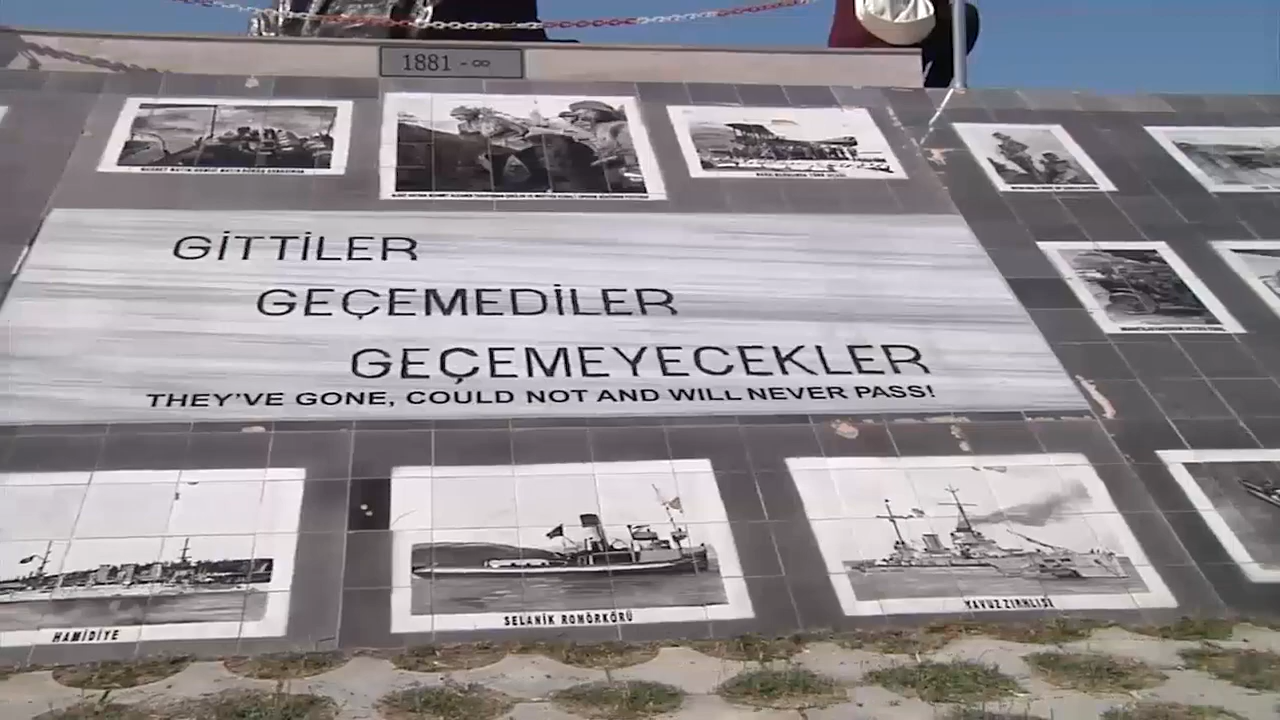 1881 - ∞
GİTTİLER
GEÇEMEDİLER
GEÇEMEYECEKLER
THEY'VE GONE, COULD NOT AND WILL NEVER PASS!
HAMİDİYE
SELANİK ROMÖRKÖRÜ
YAVUZ ZIRHLISI